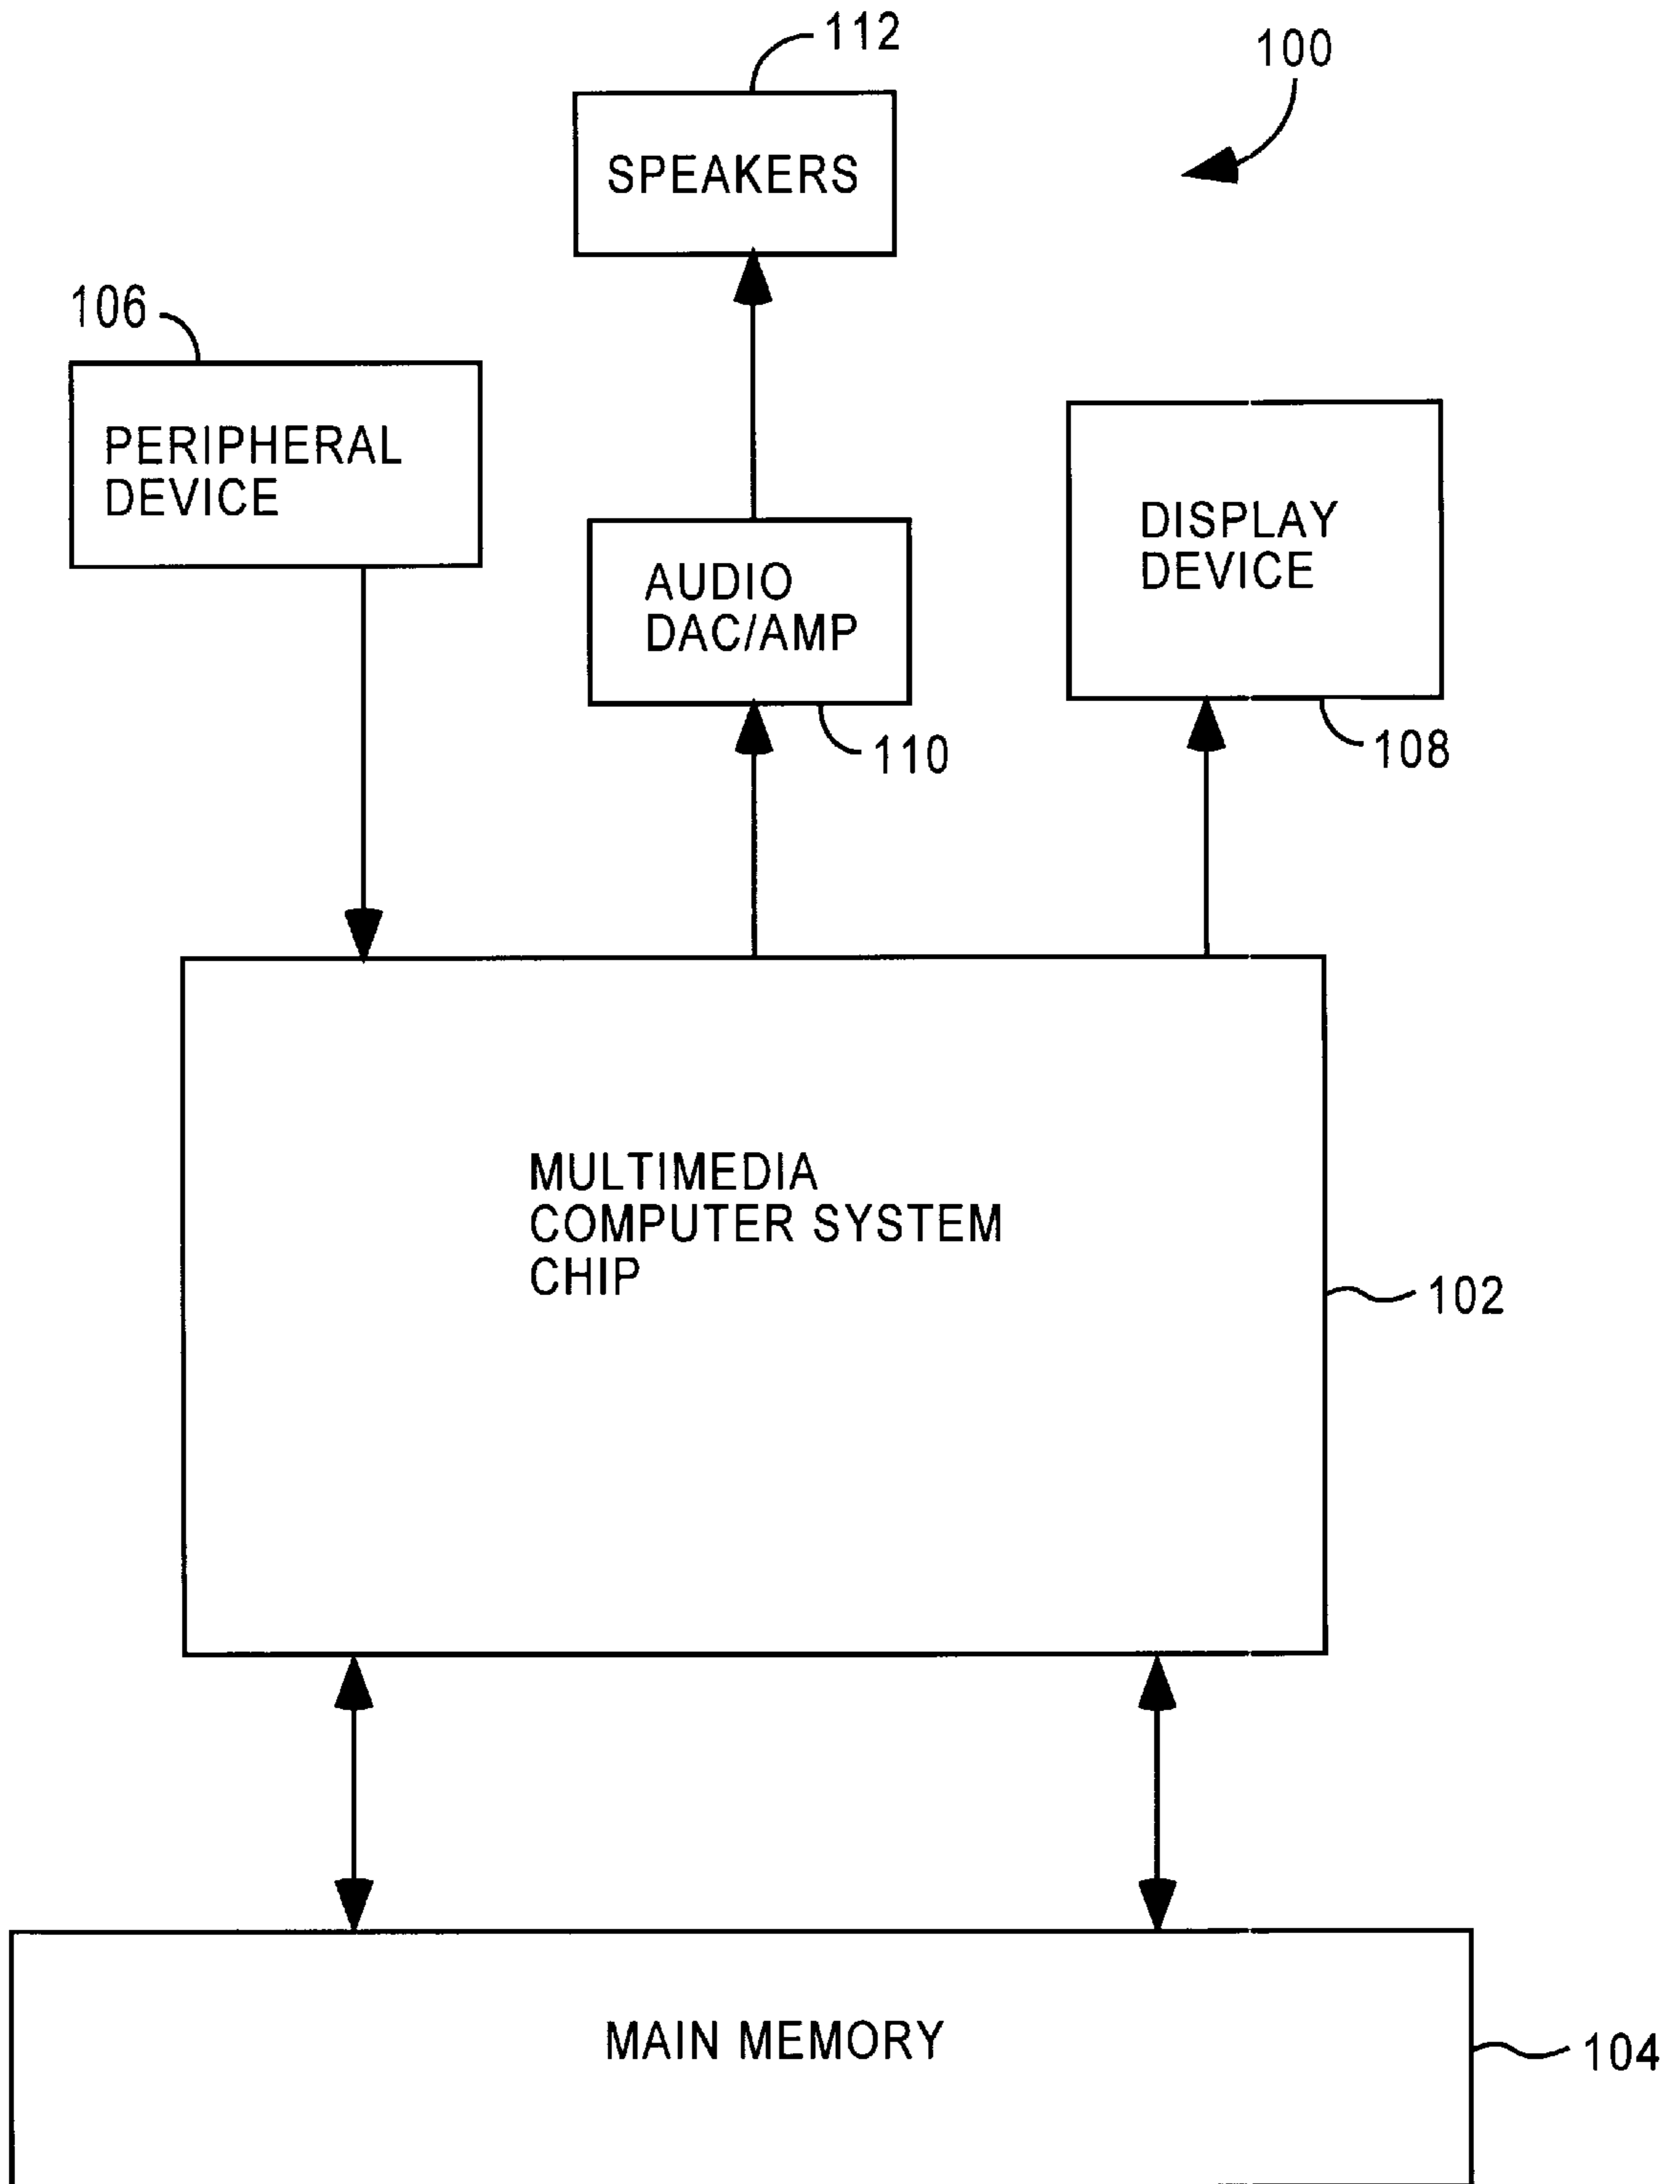 112
100
SPEAKERS
106
PERIPHERAL
DEVICE
DISPLAY
DEVICE
AUDIO
DAC/AMP
110
108
MULTIMEDIA
COMPUTER SYSTEM
CHIP
102
MAIN MEMORY
104